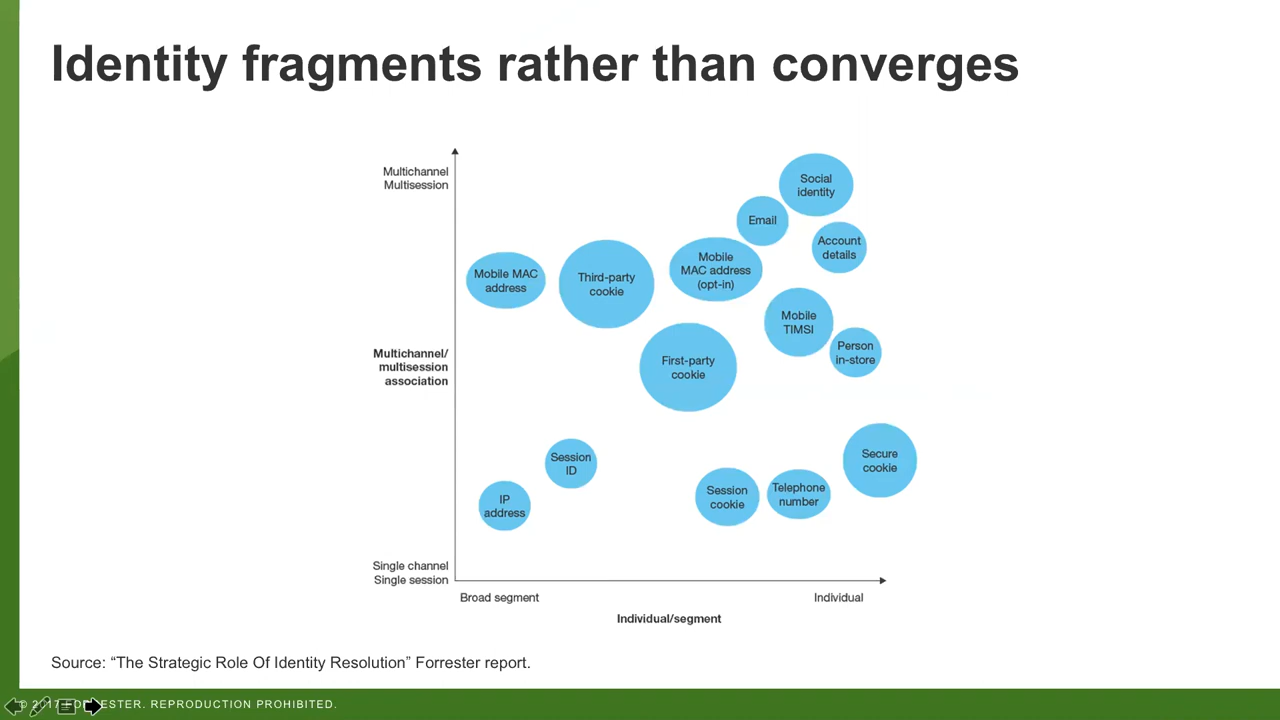 Identity fragments rather than converges
Multichannel
Multisession
Social
identity
Email
Account
details
Mobile MAC
address
Third-party
cookie
Mobile
MAC address
(opt-in)
Mobile
TIMSI
Person
in-store
Multichannel/
multisession
association
First-party
cookie
Session
ID
Secure
cookie
IP
address
Session
cookie
Telephone
number
Single channel
Single session
Broad segment
Individual
Individual/segment
Source: “The Strategic Role Of Identity Resolution” Forrester report.
© 2017 FORRESTER. REPRODUCTION PROHIBITED.